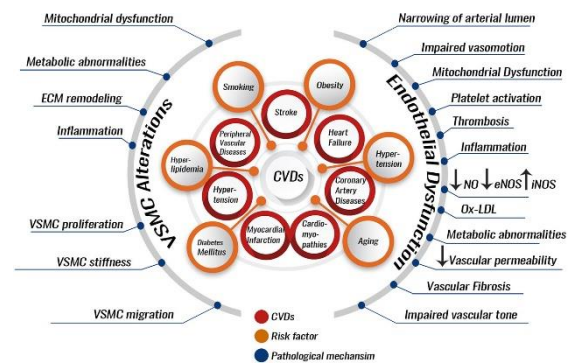 Mitochondrial dysfunction
Metabolic abnormalities
ECM remodeling
Inflammation
VSMC proliferation
VSMC stiffness
VSMC migration
VSMC Alterations
Smoking
Obesity
Stroke
Peripheral
Vascular
Diseases
Heart
Failure
Hyper-
lipidemia
Hyper-
tension
CVDs
Hyper-
tension
Coronary
Artery
Diseases
Diabetes
Mellitus
Myocardial
Infarction
Cardio-
myo-
pathies
Aging
Endothelial Dysfunction
Narrowing of arterial lumen
Impaired vasomotion
Mitochondrial Dysfunction
Platelet activation
Thrombosis
Inflammation
↓NO ↓eNOS ↑iNOS
Ox-LDL
Metabolic abnormalities
↓Vascular permeability
Vascular Fibrosis
Impaired vascular tone
CVDs
Risk factor
Pathological mechansim